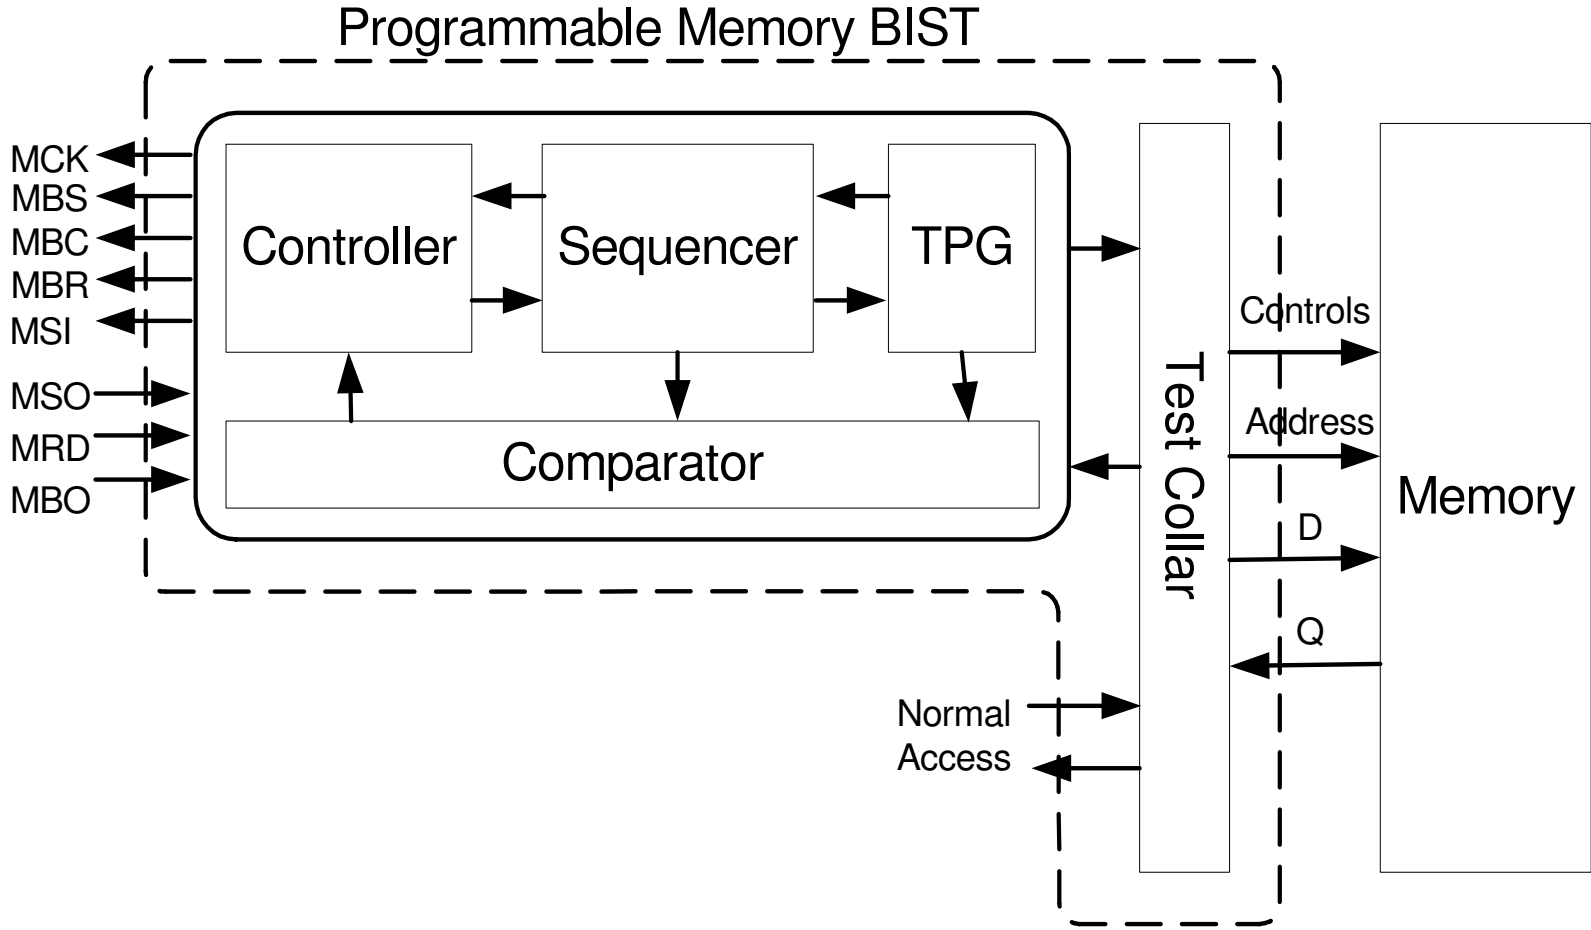 Programmable Memory BIST
MCK
MBS
MBC
MBR
MSI
MSO
MRD
MBO
Controller
Sequencer
TPG
Comparator
Test Collar
Controls
Address
D
Q
Memory
Normal
Access